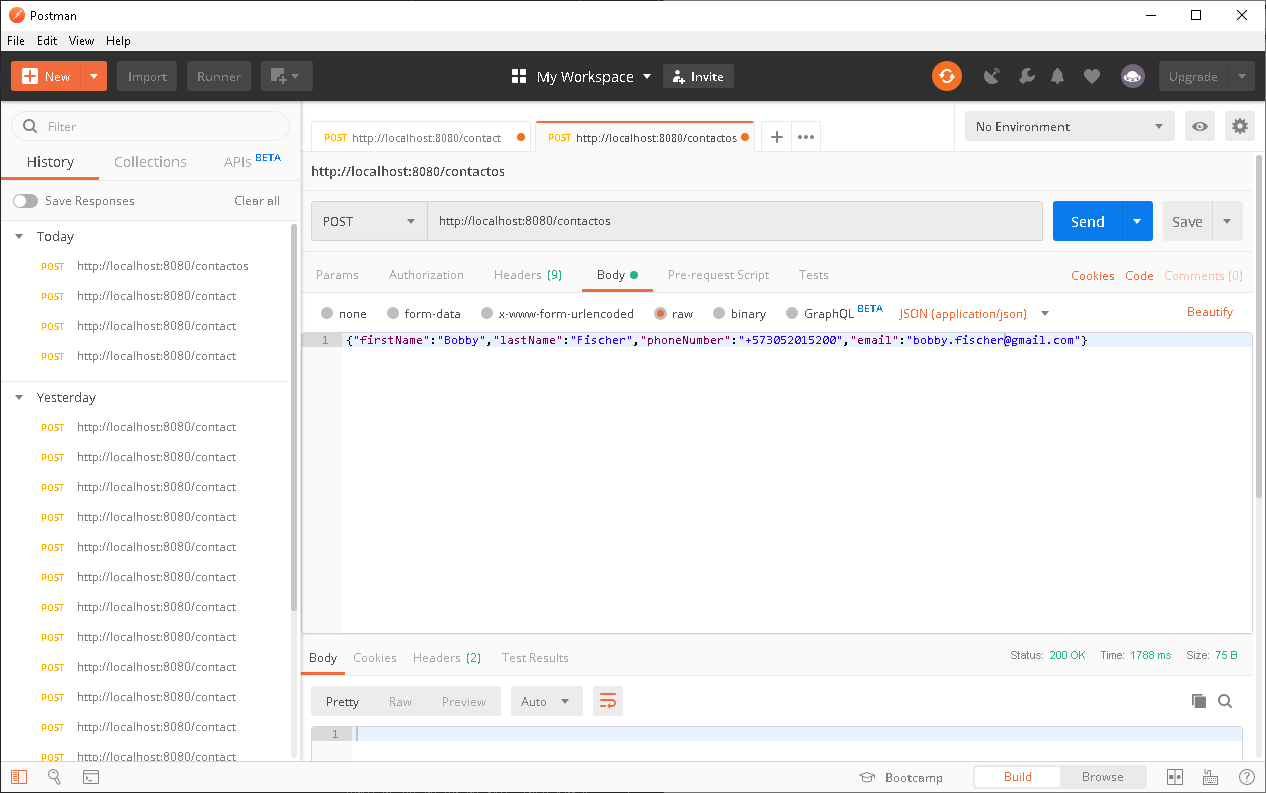 Postman
File Edit View Help
New Import Runner My Workspace Invite Upgrade
Filter
History Collections APIs BETA
Save Responses Clear all
Today
POST http://localhost:8080/contactos
POST http://localhost:8080/contact
POST http://localhost:8080/contact
POST http://localhost:8080/contact
Yesterday
POST http://localhost:8080/contact
POST http://localhost:8080/contact
POST http://localhost:8080/contact
POST http://localhost:8080/contact
POST http://localhost:8080/contact
POST http://localhost:8080/contact
POST http://localhost:8080/contact
POST http://localhost:8080/contact
POST http://localhost:8080/contact
POST http://localhost:8080/contact
POST http://localhost:8080/contact
POST http://localhost:8080/contact
POST http://localhost:8080/contact POST http://localhost:8080/contactos No Environment
http://localhost:8080/contactos
POST http://localhost:8080/contactos Send Save
Params Authorization Headers (9) Body Pre-request Script Tests Cookies Code Comments (0)
none form-data x-www-form-urlencoded raw binary GraphQL BETA JSON (application/json) Beautify
1 {"firstName":"Bobby","lastName":"Fischer","phoneNumber":"+573052015200","email":"bobby.fischer@gmail.com"}
Body Cookies Headers (2) Test Results Status: 200 OK Time: 1788 ms Size: 75 B
Pretty Raw Preview Auto
1
Bootcamp Build Browse